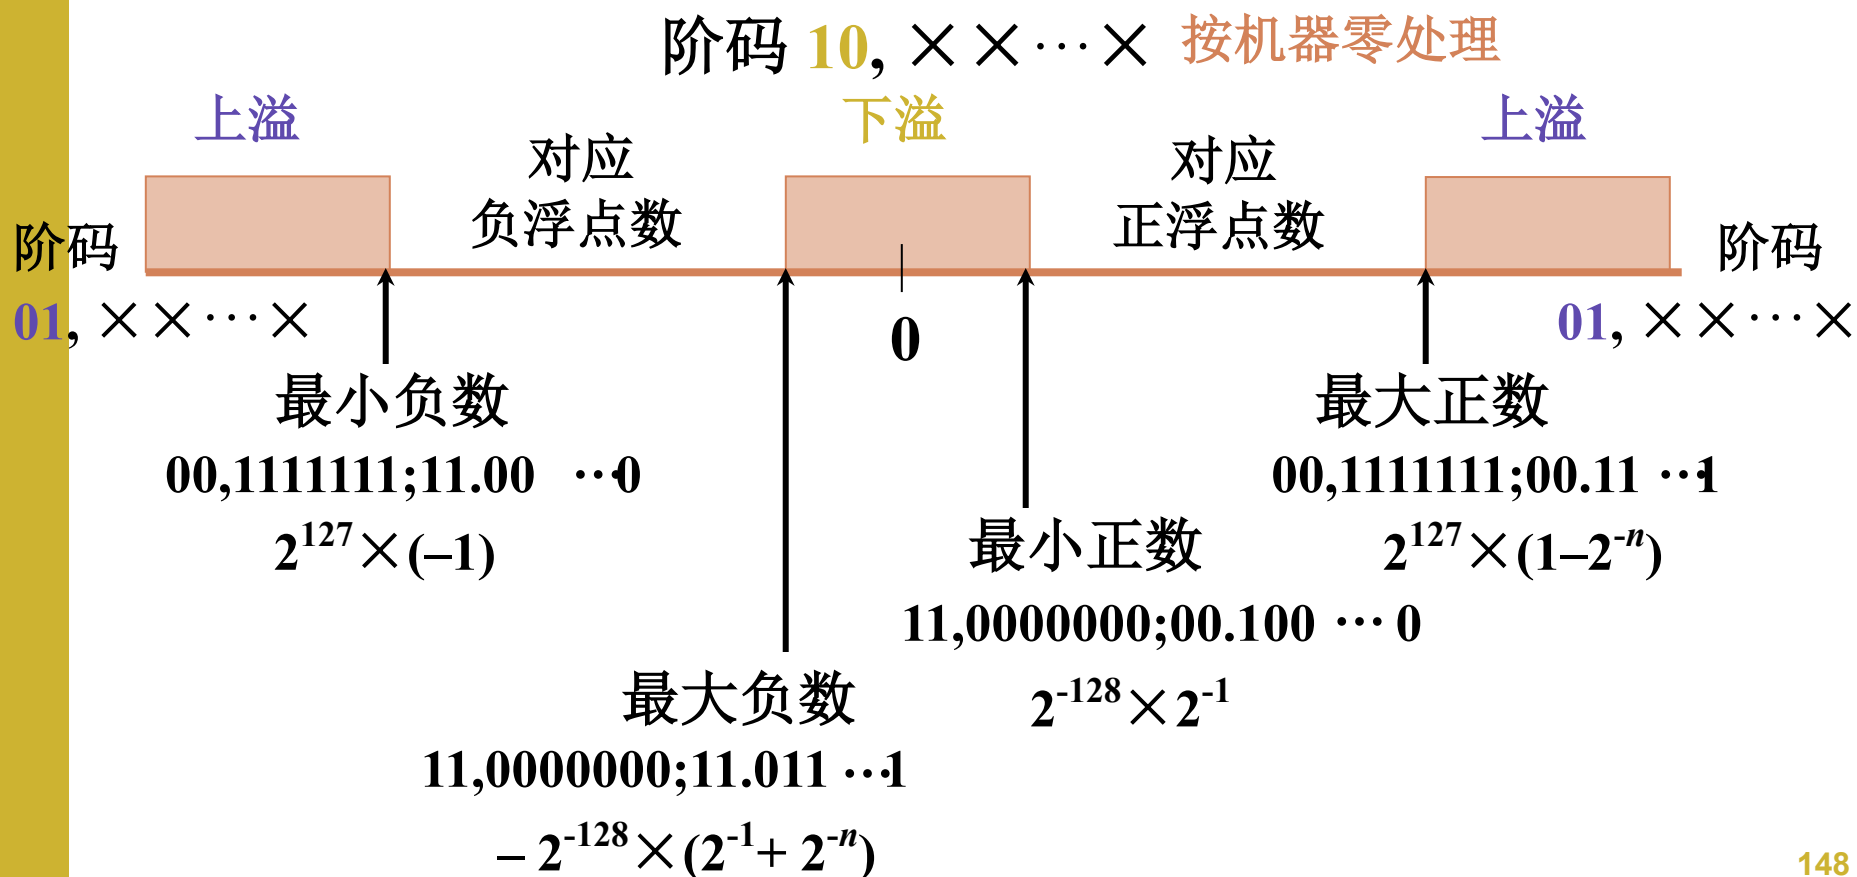 阶码 10, ××…× 按机器零处理
上溢 下溢 上溢
对应
负浮点数
对应
正浮点数
阶码
01, ××…×
阶码
01, ××…×
0
最小负数
00,1111111;11.00 …0
2^127×(–1)
最大正数
00,1111111;00.11 …1
2^127×(1–2^-n)
最小正数
11,0000000;00.100 … 0
2^-128×2^-1
最大负数
11,0000000;11.011 …1
– 2^-128×(2^-1+ 2^-n)
148